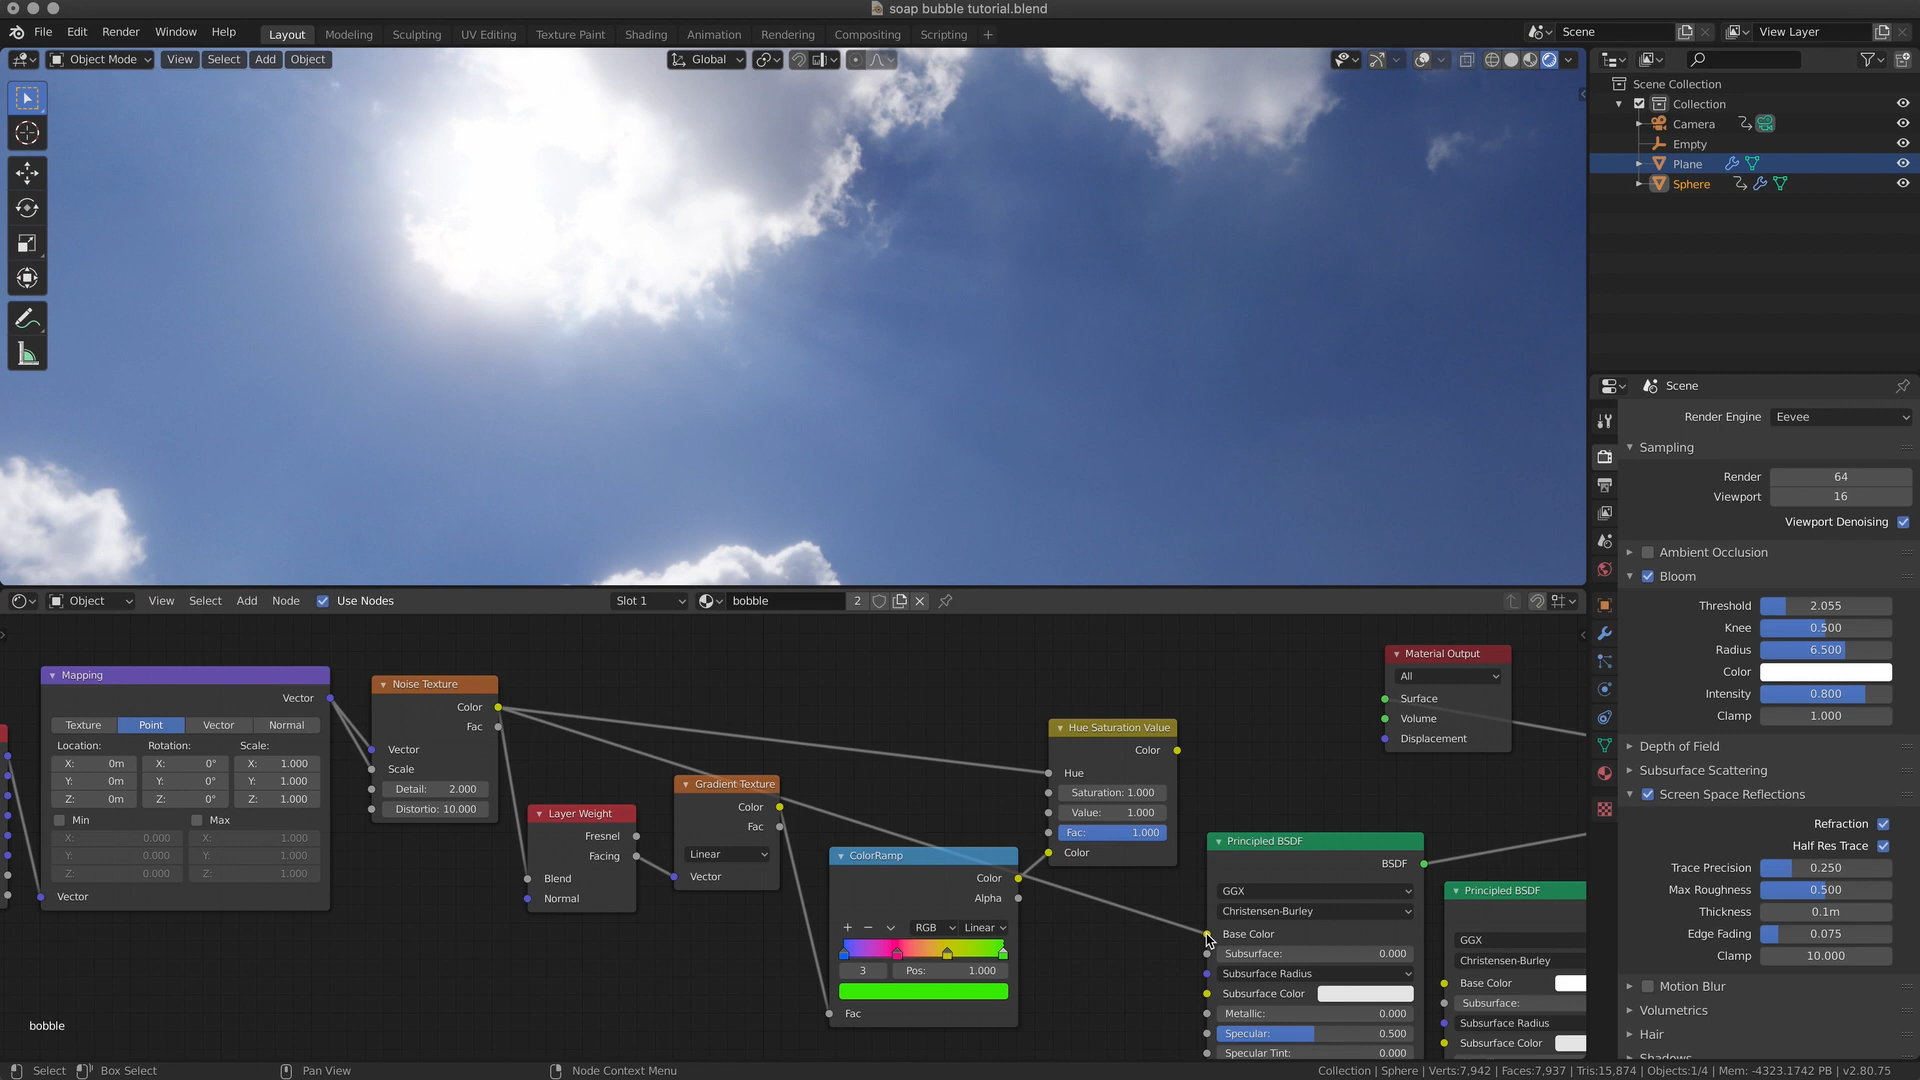 soap bubble tutorial.blend
File Edit Render Window Help Layout Modeling Sculpting UV Editing Texture Paint Shading Animation Rendering Compositing Scripting + Scene View Layer
Object Mode View Select Add Object Global
Scene Collection
Collection
Camera
Empty
Plane
Sphere
Scene
Render Engine Eevee
Sampling
Render 64
Viewport 16
Viewport Denoising
Ambient Occlusion
Bloom
Threshold 2.055
Knee 0.500
Radius 6.500
Color
Intensity 0.800
Clamp 1.000
Depth of Field
Subsurface Scattering
Screen Space Reflections
Refraction
Half Res Trace
Trace Precision 0.250
Max Roughness 0.500
Thickness 0.1m
Edge Fading 0.075
Clamp 10.000
Motion Blur
Volumetrics
Hair
Shadows
Object View Select Add Node Use Nodes Slot 1 bobble 2
Mapping
Vector
Texture Point Vector Normal
Location: Rotation: Scale:
X: 0m X: 0° X: 1.000
Y: 0m Y: 0° Y: 1.000
Z: 0m Z: 0° Z: 1.000
Min Max
X: 0.000 X: 1.000
Y: 0.000 Y: 1.000
Z: 0.000 Z: 1.000
Vector
Noise Texture
Color
Fac
Vector
Scale
Detail: 2.000
Distortio: 10.000
Layer Weight
Fresnel
Facing
Blend
Normal
Gradient Texture
Color
Fac
Linear
Vector
ColorRamp
Color
Alpha
+ − RGB Linear
3 Pos: 1.000
Fac
Hue Saturation Value
Color
Hue
Saturation: 1.000
Value: 1.000
Fac: 1.000
Color
Principled BSDF
BSDF
GGX
Christensen-Burley
Base Color
Subsurface: 0.000
Subsurface Radius
Subsurface Color
Metallic: 0.000
Specular: 0.500
Specular Tint: 0.000
Material Output
All
Surface
Volume
Displacement
Principled BSDF
GGX
Christensen-Burley
Base Color
Subsurface:
Subsurface Radius
Subsurface Color
bobble
Select Box Select Pan View Node Context Menu Collection | Sphere | Verts:7,942 | Faces:7,937 | Tris:15,874 | Objects:1/4 | Mem: -4323.1742 PB | v2.80.75